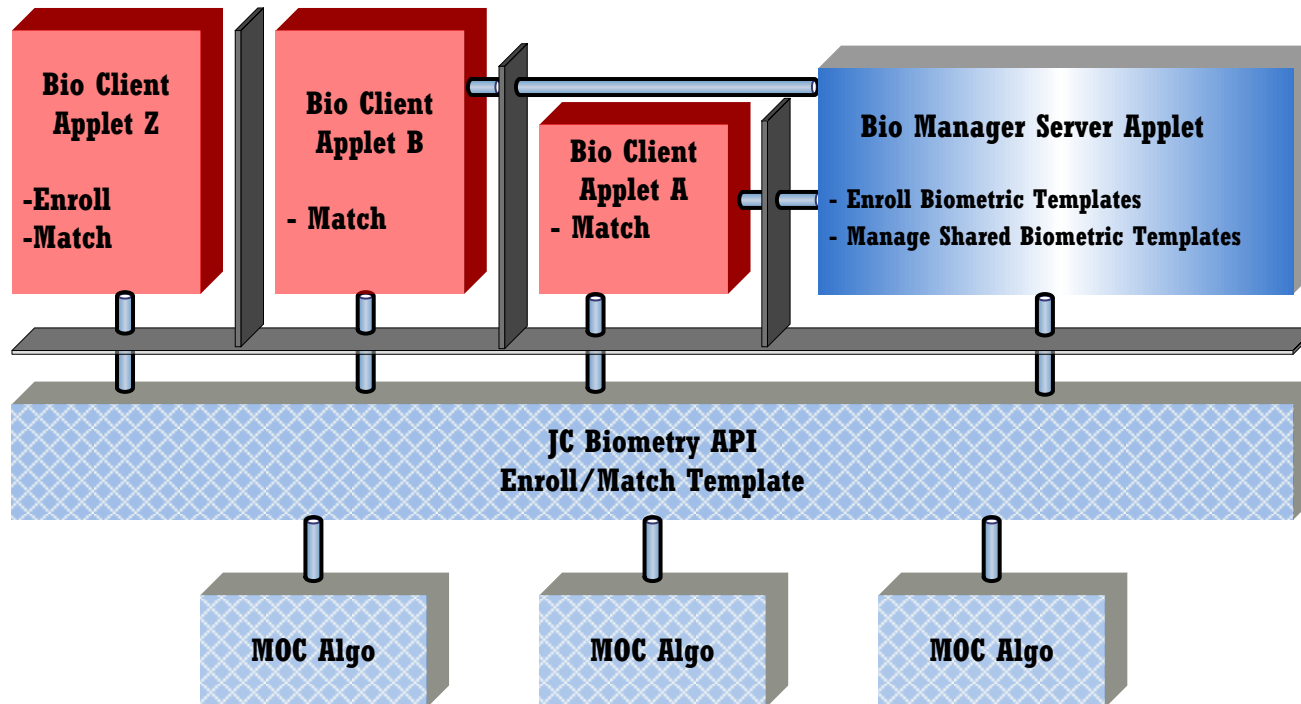 Bio Client
Applet Z
-Enroll
-Match
Bio Client
Applet B
- Match
Bio Client
Applet A
- Match
Bio Manager Server Applet
- Enroll Biometric Templates
- Manage Shared Biometric Templates
JC Biometry API
Enroll/Match Template
MOC Algo
MOC Algo
MOC Algo